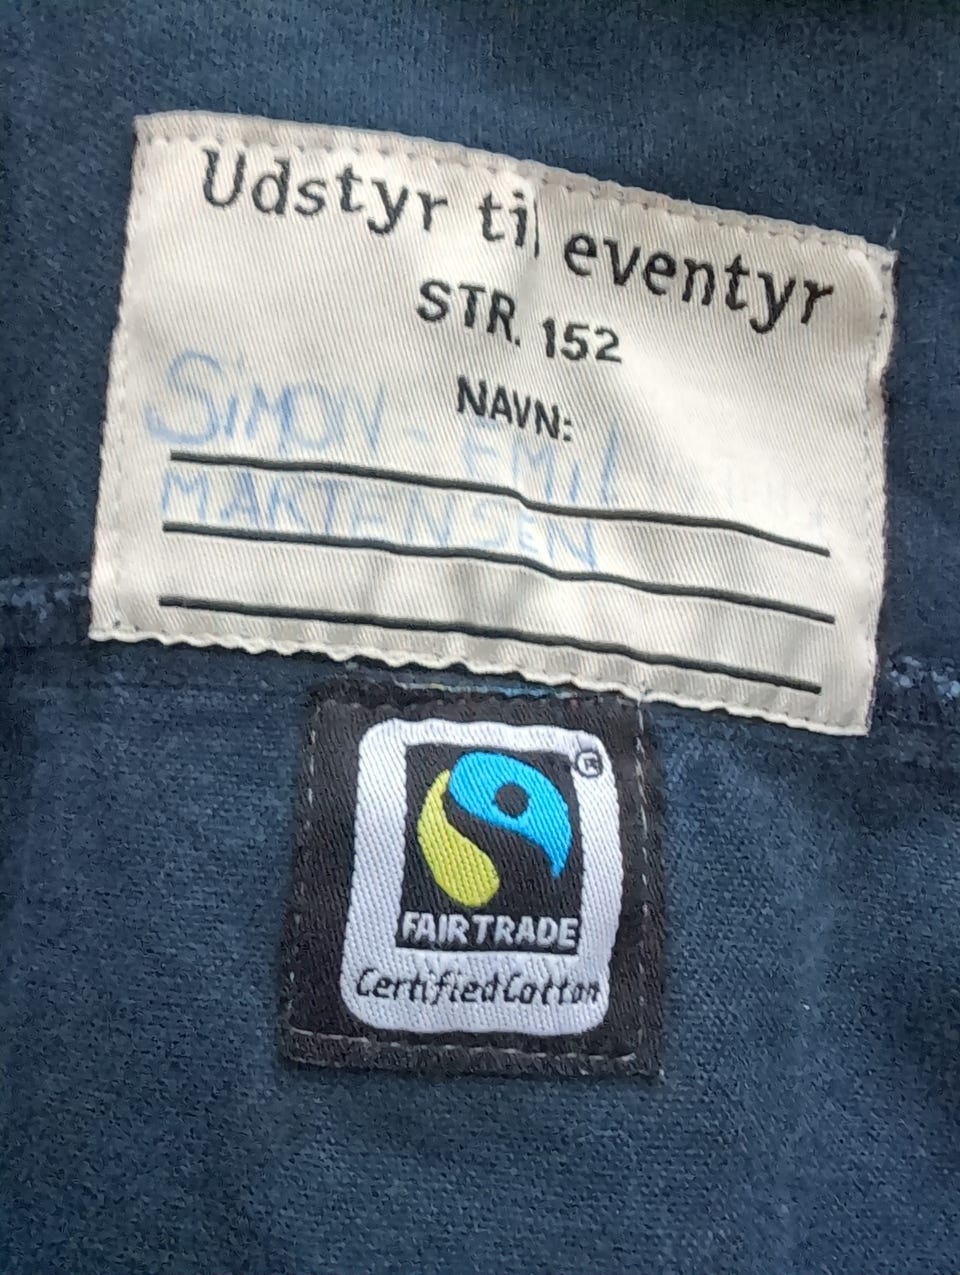 Udstyr til eventyr
STR. 152
NAVN:
SIMON - EMIL
MARTENSEN
®
FAIRTRADE
Certified Cotton